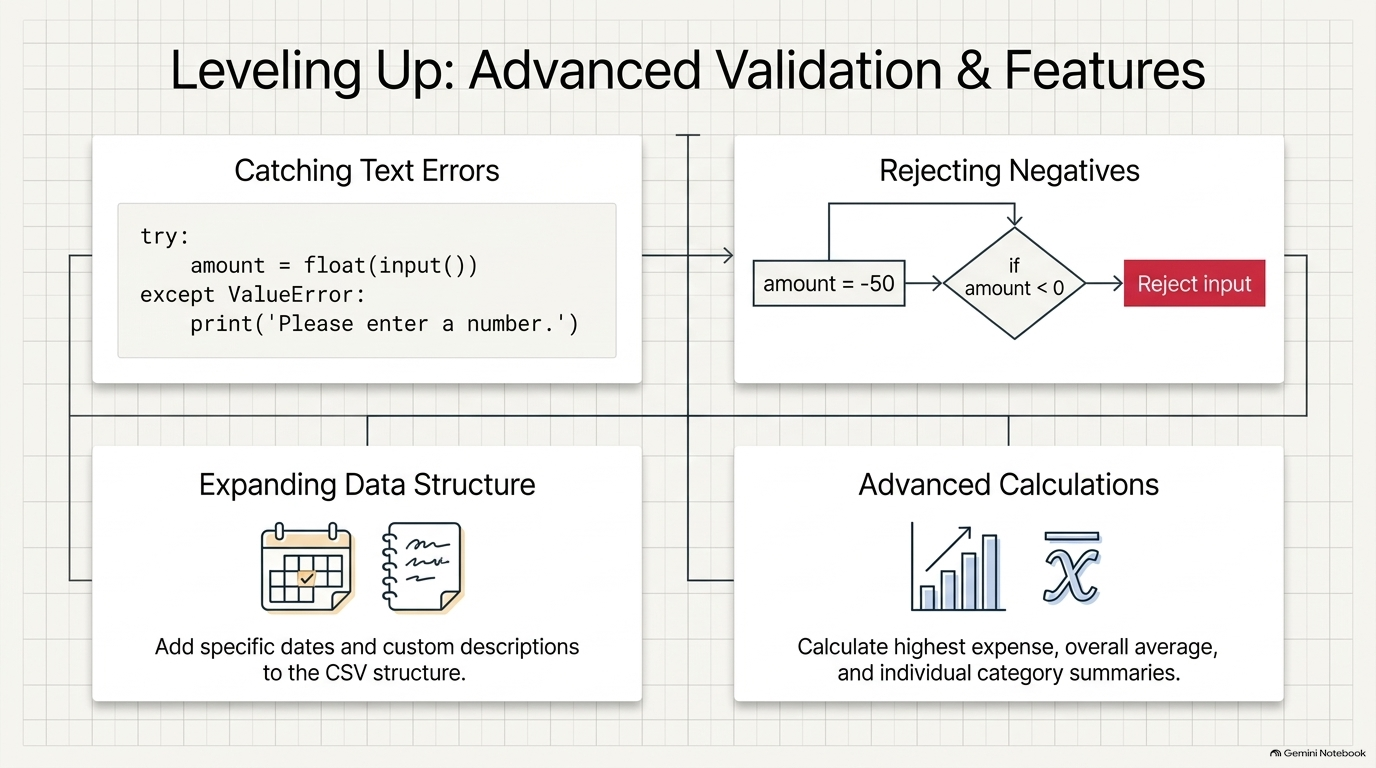 Leveling Up: Advanced Validation & Features
Catching Text Errors
try:
    amount = float(input())
except ValueError:
    print('Please enter a number.')
Rejecting Negatives
amount = -50
if
amount < 0
Reject input
Expanding Data Structure
Add specific dates and custom descriptions
to the CSV structure.
Advanced Calculations
x̄
Calculate highest expense, overall average,
and individual category summaries.
Gemini Notebook